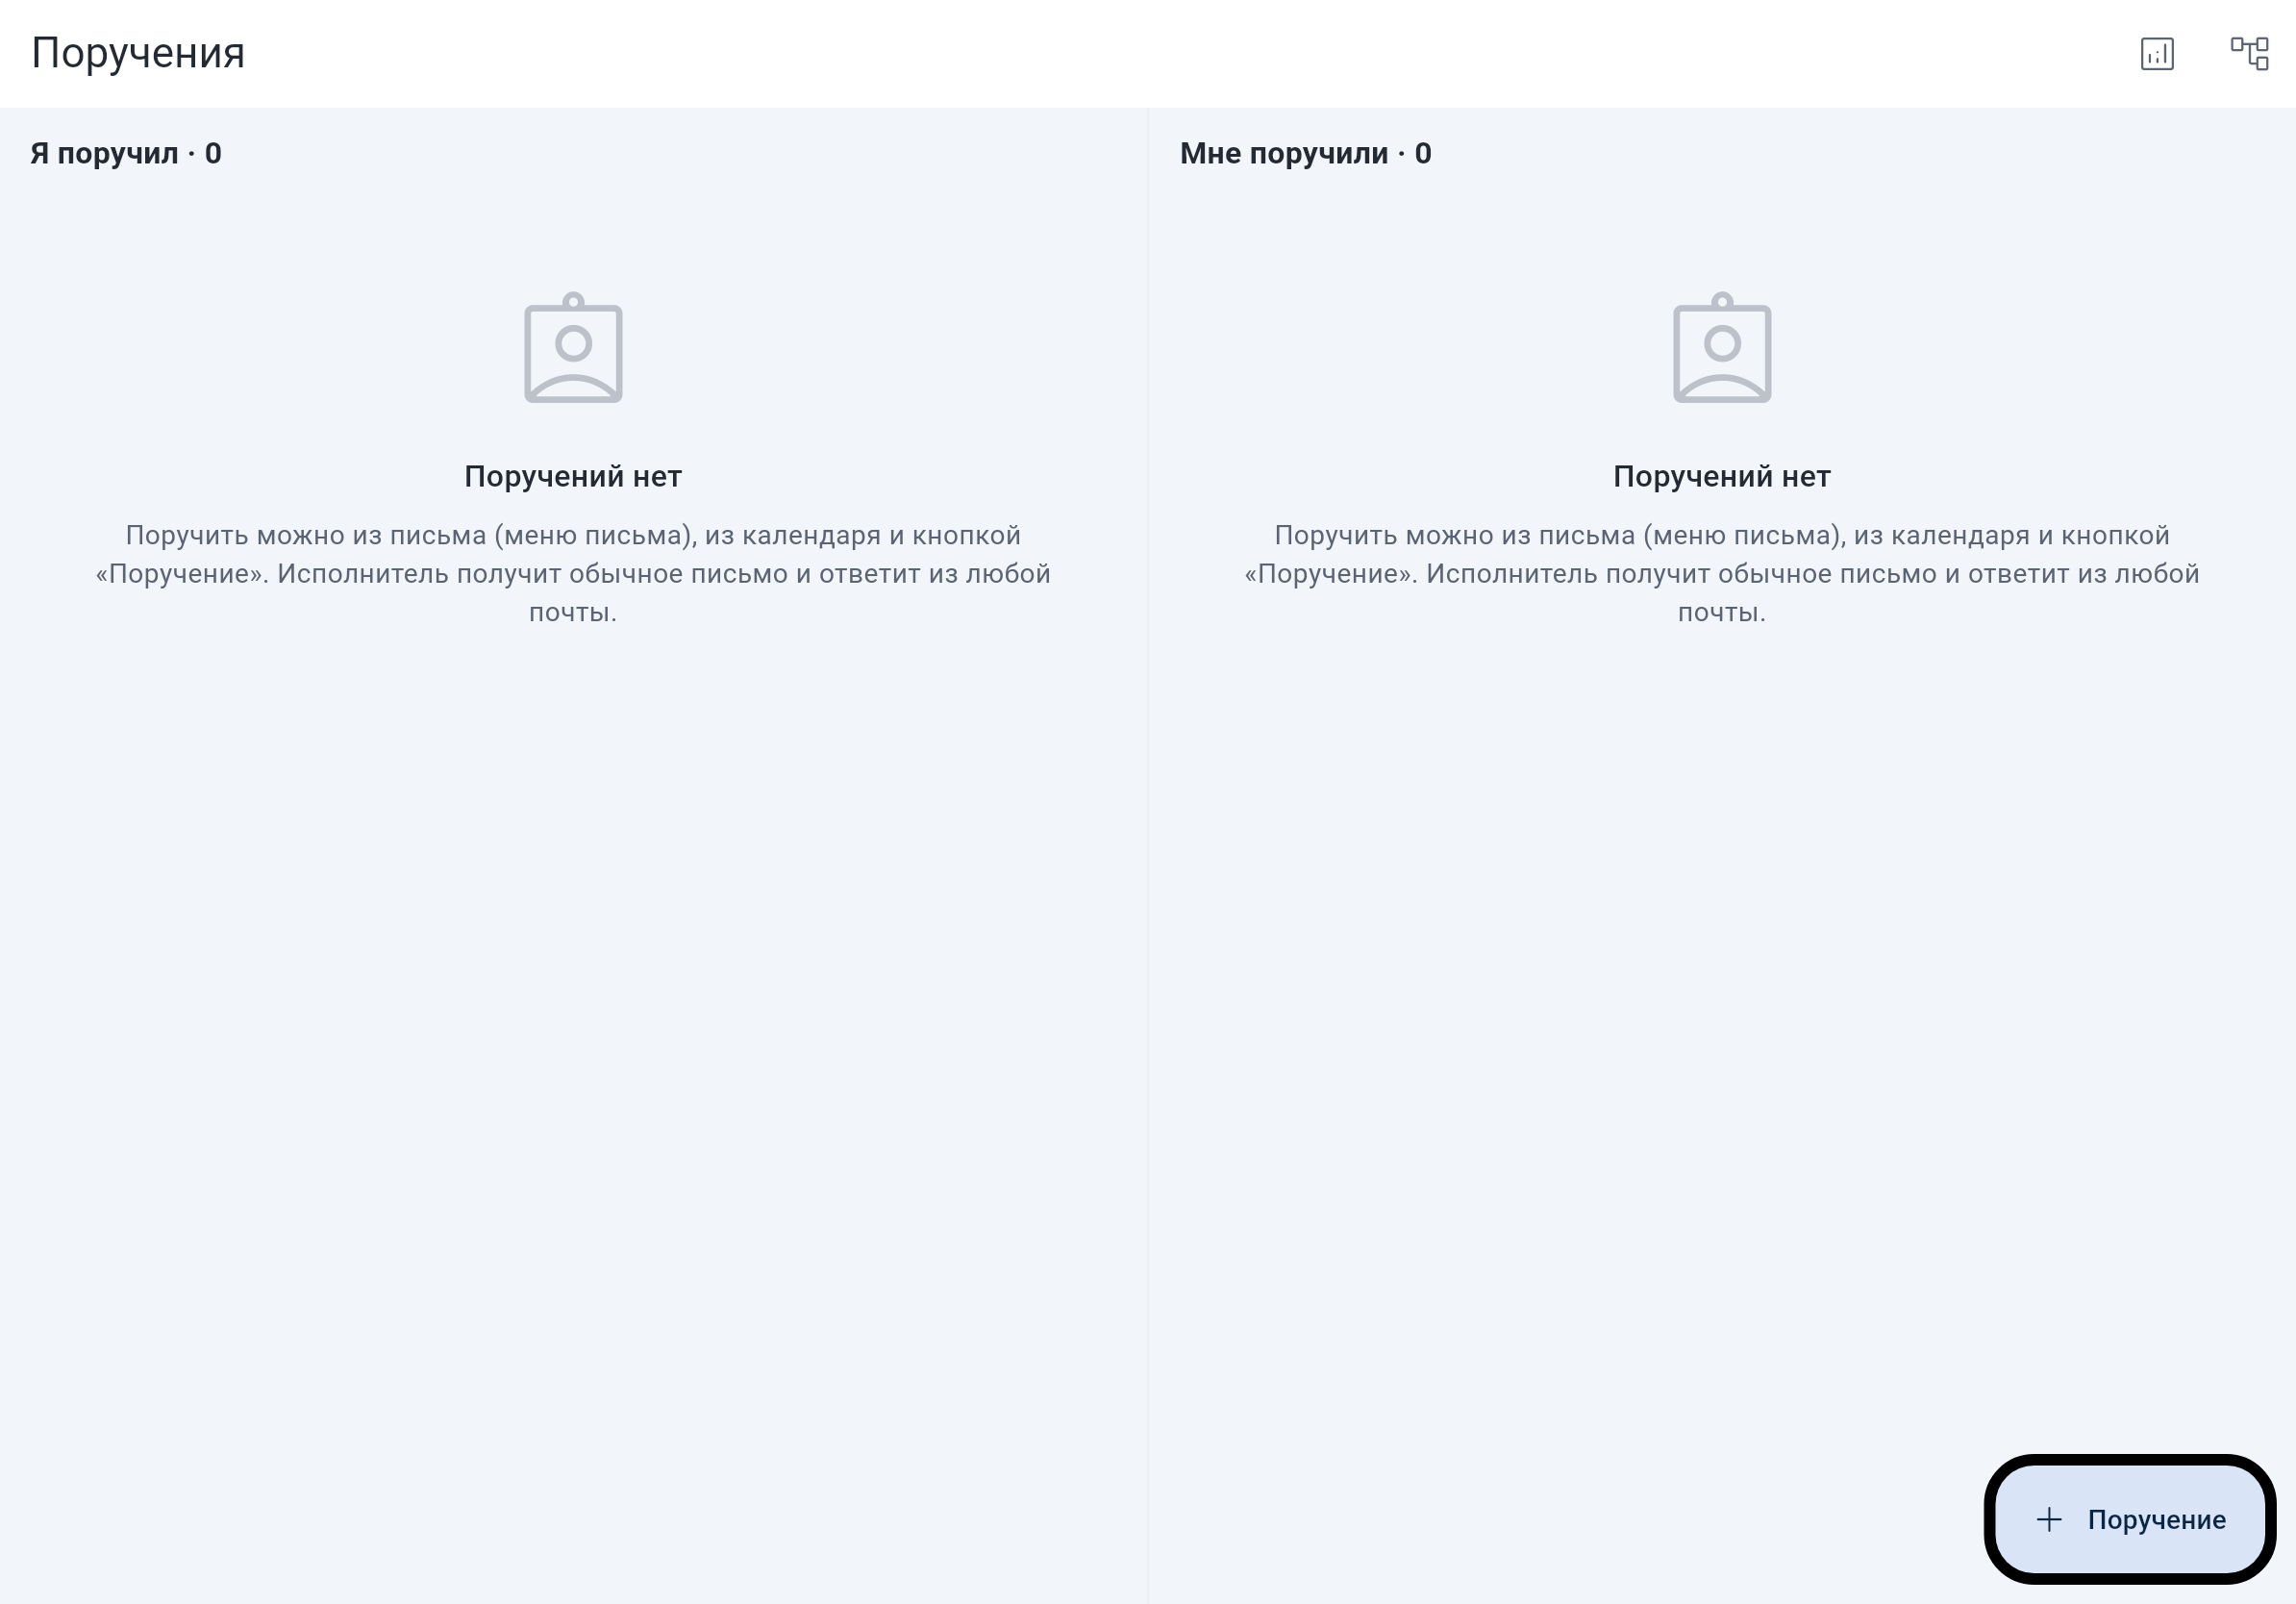 Поручения
Я поручил · 0
Поручений нет
Поручить можно из письма (меню письма), из календаря и кнопкой
«Поручение». Исполнитель получит обычное письмо и ответит из любой
почты.
Мне поручили · 0
Поручений нет
Поручить можно из письма (меню письма), из календаря и кнопкой
«Поручение». Исполнитель получит обычное письмо и ответит из любой
почты.
Поручение